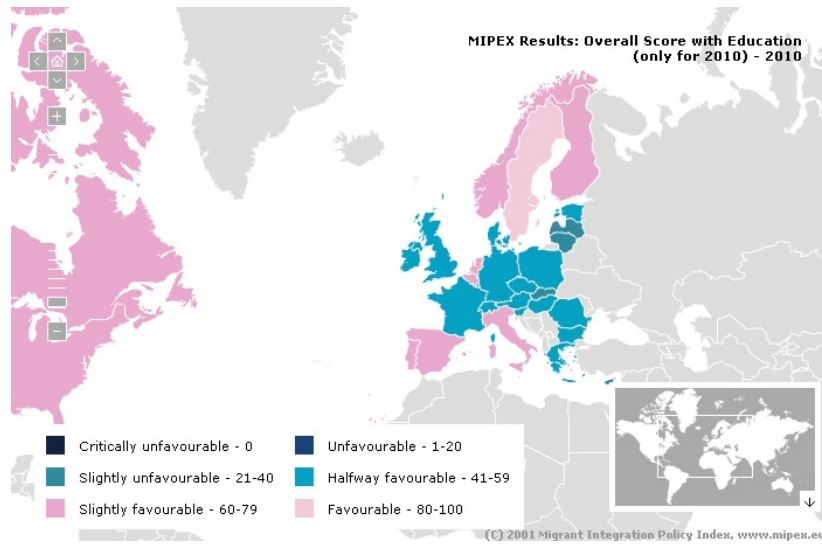 MIPEX Results: Overall Score with Education
(only for 2010) - 2010
Critically unfavourable - 0
Unfavourable - 1-20
Slightly unfavourable - 21-40
Halfway favourable - 41-59
Slightly favourable - 60-79
Favourable - 80-100
(C) 2001 Migrant Integration Policy Index, www.mipex.eu